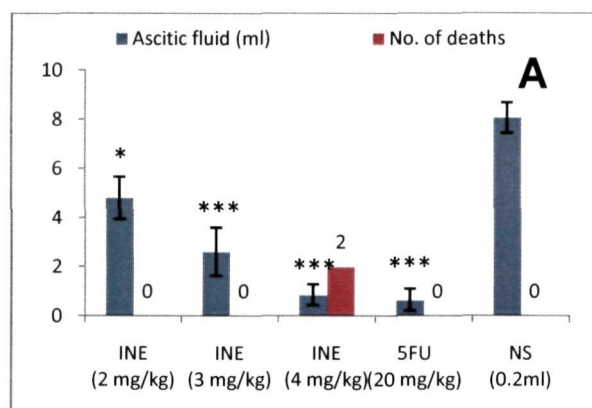 Ascitic fluid (ml) No. of deaths
A
10
8
6
4
2
0
* *** *** ***
0 0 2 0 0
INE INE INE 5FU NS
(2 mg/kg) (3 mg/kg) (4 mg/kg)(20 mg/kg) (0.2ml)